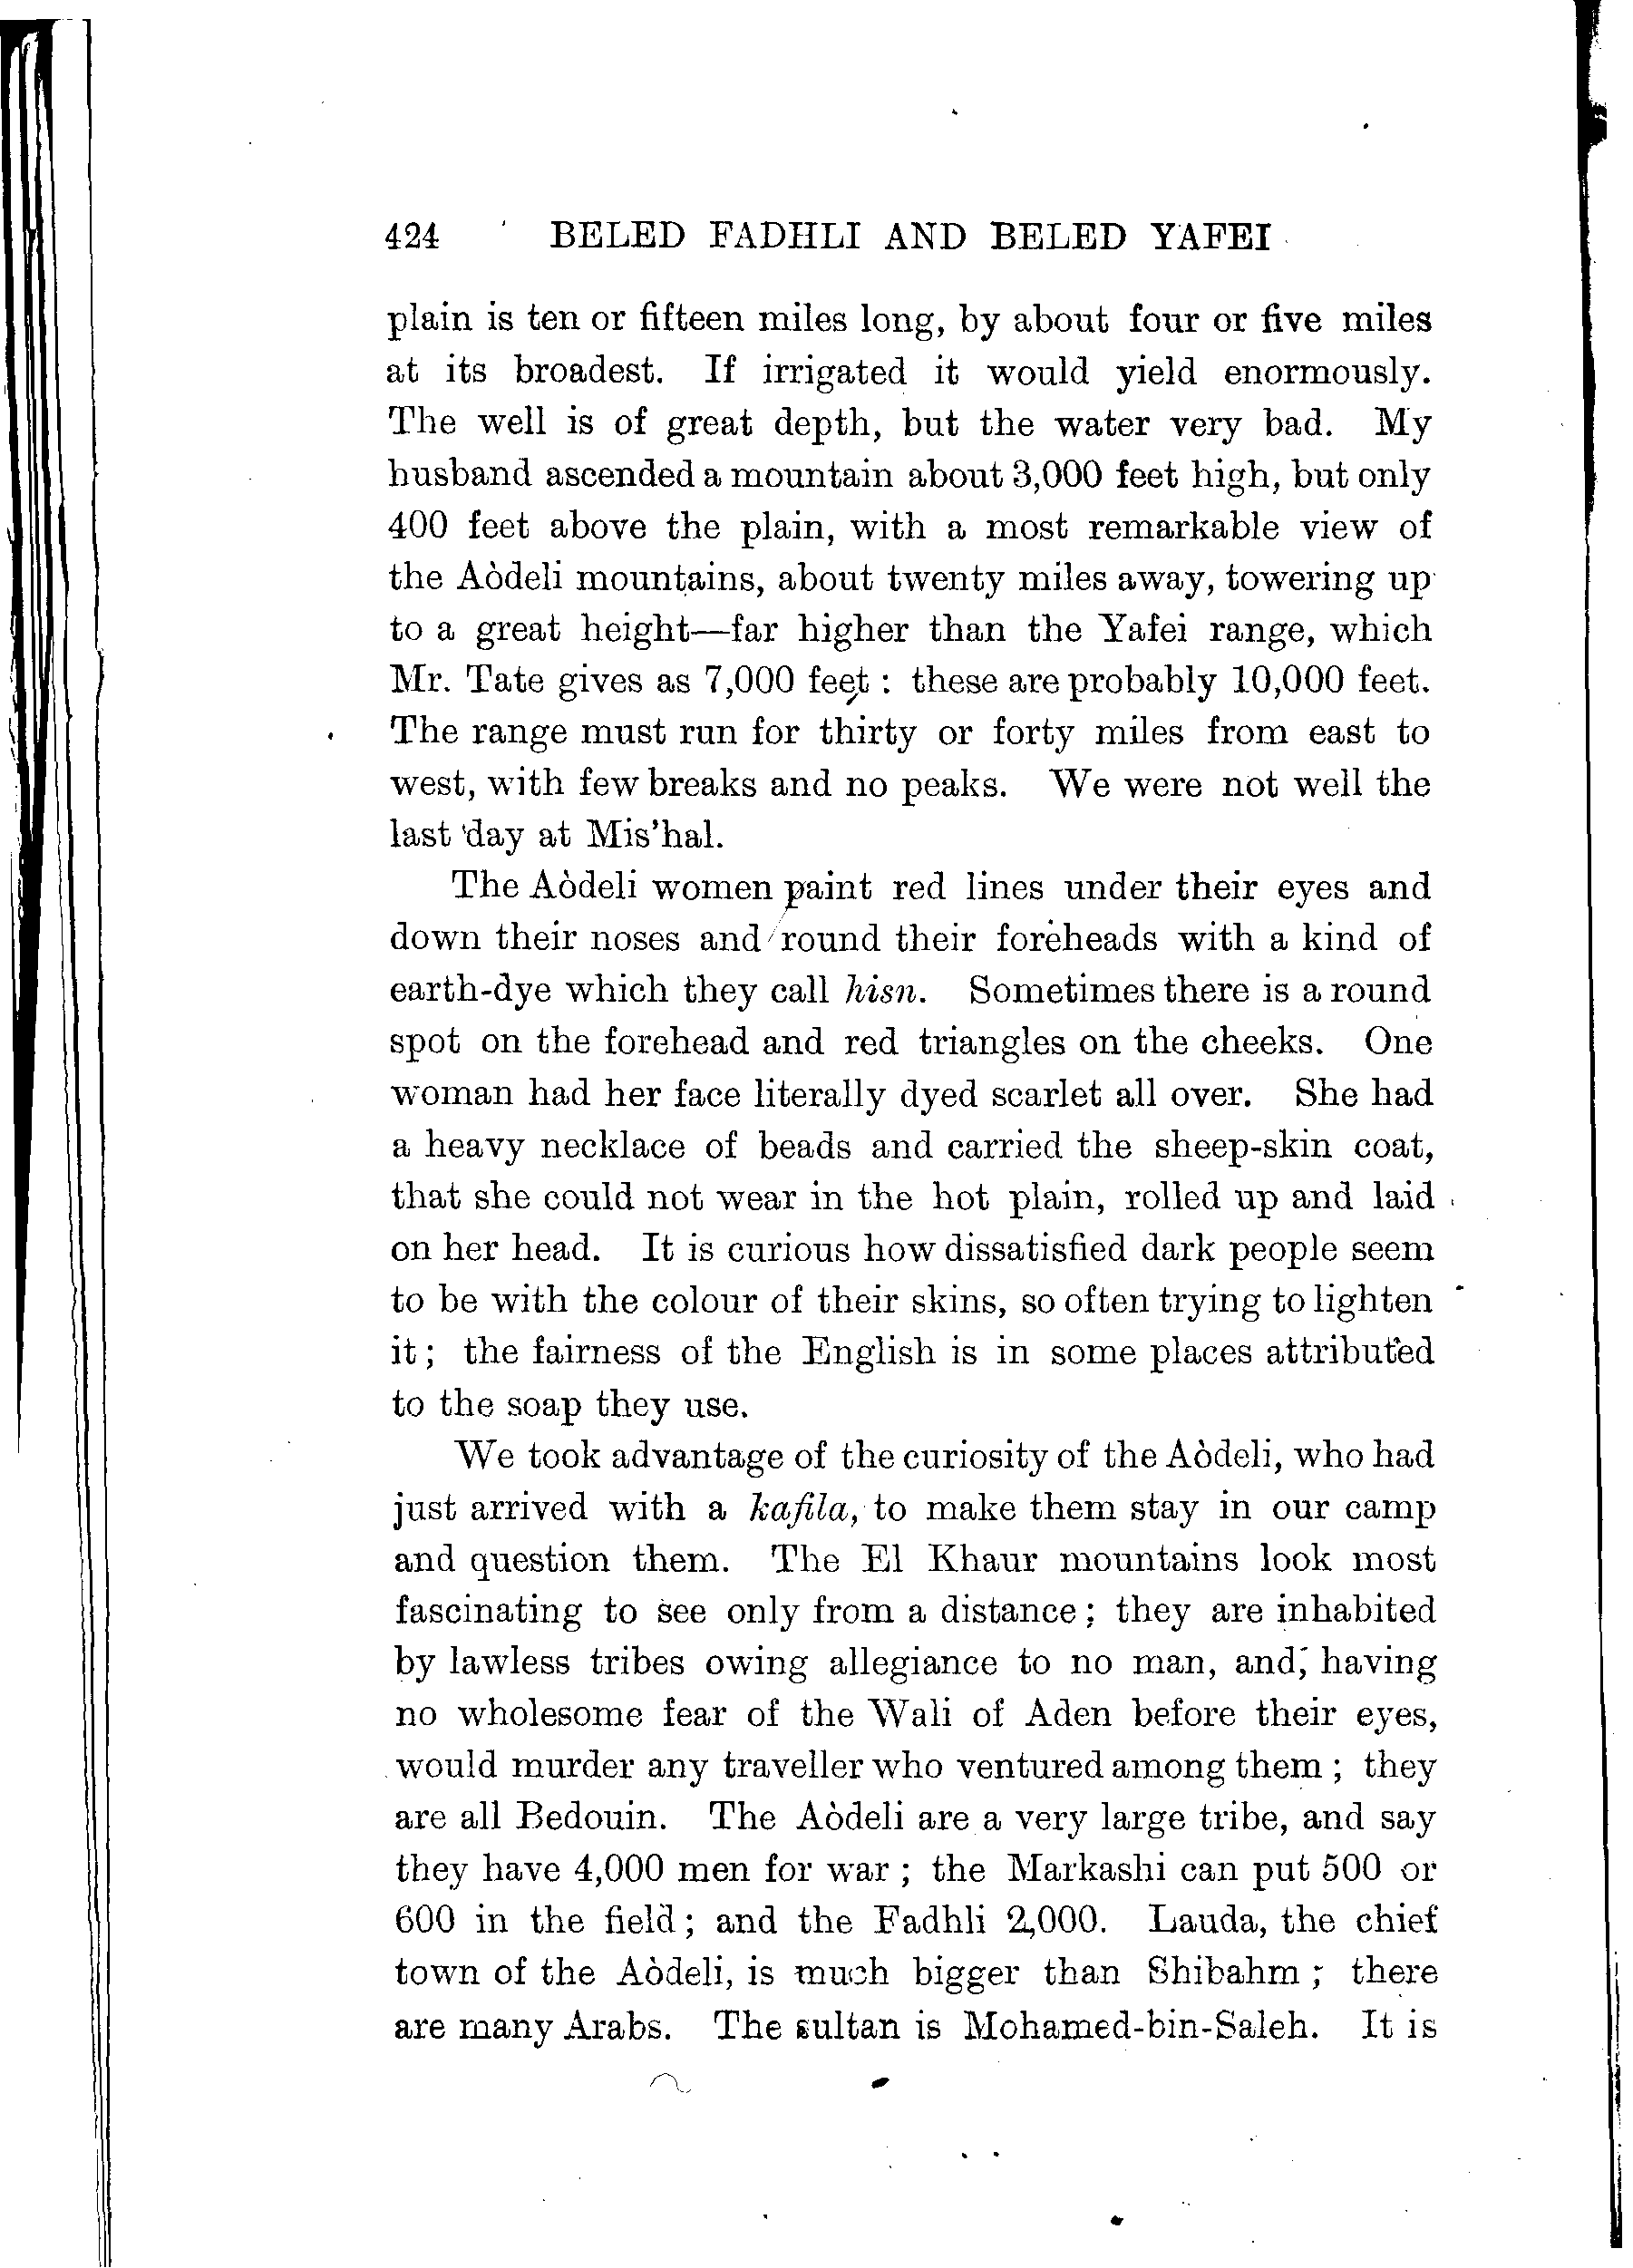 424 BELED FADHLI AND BELED YAFEI
plain is ten or fifteen miles long, by about four or five miles
at its broadest. If irrigated it would yield enormously.
The well is of great depth, but the water very bad. My
husband ascended a mountain about 3,000 feet high, but only
400 feet above the plain, with a most remarkable view of
the Aòdeli mountains, about twenty miles away, towering up
to a great height—far higher than the Yafei range, which
Mr. Tate gives as 7,000 feet : these are probably 10,000 feet.
The range must run for thirty or forty miles from east to
west, with few breaks and no peaks. We were not well the
last day at Mis'hal.
The Aòdeli women paint red lines under their eyes and
down their noses and round their foreheads with a kind of
earth-dye which they call hisn. Sometimes there is a round
spot on the forehead and red triangles on the cheeks. One
woman had her face literally dyed scarlet all over. She had
a heavy necklace of beads and carried the sheep-skin coat,
that she could not wear in the hot plain, rolled up and laid
on her head. It is curious how dissatisfied dark people seem
to be with the colour of their skins, so often trying to lighten
it ; the fairness of the English is in some places attributed
to the soap they use.
We took advantage of the curiosity of the Aòdeli, who had
just arrived with a kafila, to make them stay in our camp
and question them. The El Khaur mountains look most
fascinating to see only from a distance ; they are inhabited
by lawless tribes owing allegiance to no man, and, having
no wholesome fear of the Wali of Aden before their eyes,
would murder any traveller who ventured among them ; they
are all Bedouin. The Aòdeli are a very large tribe, and say
they have 4,000 men for war ; the Markashi can put 500 or
600 in the field ; and the Fadhli 2,000. Lauda, the chief
town of the Aòdeli, is much bigger than Shibahm ; there
are many Arabs. The sultan is Mohamed-bin-Saleh. It is